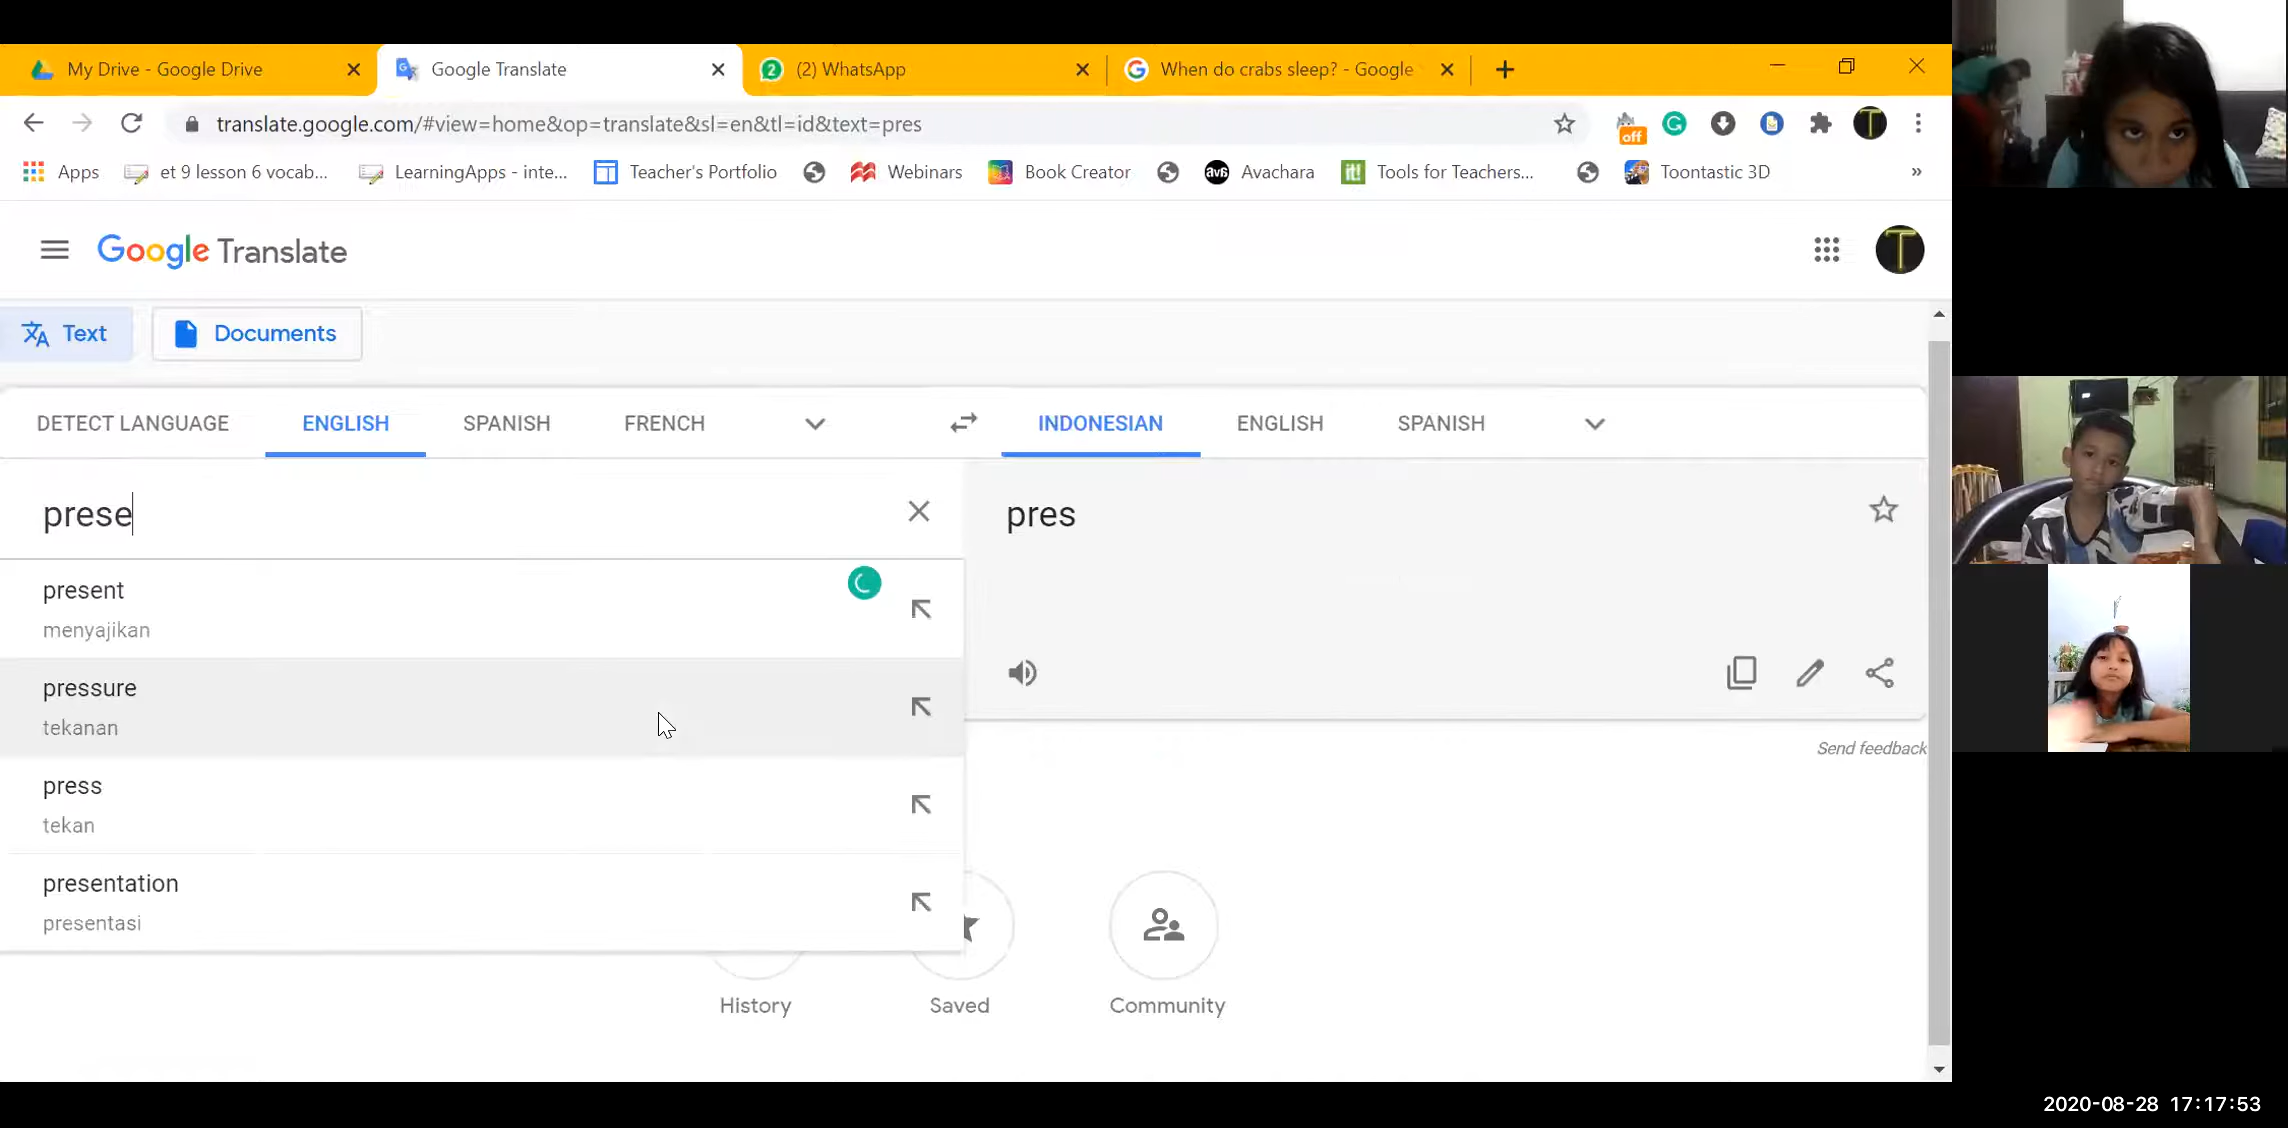 My Drive - Google Drive
Google Translate
2 (2) WhatsApp
When do crabs sleep? - Google
translate.google.com/#view=home&op=translate&sl=en&tl=id&text=pres
off
T
Apps
et 9 lesson 6 vocab...
LearningApps - inte...
Teacher's Portfolio
Webinars
Book Creator
ava Avachara
it! Tools for Teachers...
Toontastic 3D
»
Google Translate
T
Text
Documents
DETECT LANGUAGE
ENGLISH
SPANISH
FRENCH
INDONESIAN
ENGLISH
SPANISH
prese
pres
present
menyajikan
pressure
tekanan
press
tekan
presentation
presentasi
Send feedback
History
Saved
Community
2020-08-28 17:17:53